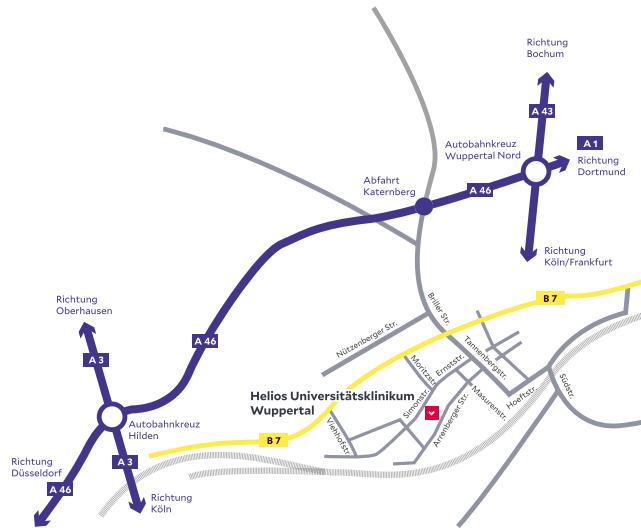 Richtung
Bochum
A 43
A 1
Autobahnkreuz
Wuppertal Nord
Richtung
Dortmund
Abfahrt
Katernberg
A 46
Richtung
Köln/Frankfurt
Richtung
Oberhausen
B 7
Briller Str.
Nützenberger Str.
A 46
Tannenbergstr.
A 3
Moritzstr.
Ernststr.
Helios Universitätsklinikum
Wuppertal
Simonstr.
Masurenstr.
Hoeftstr.
Südstr.
Arrenberger Str.
Viehhofstr.
Autobahnkreuz
Hilden
B 7
A 3
Richtung
Düsseldorf
A 46
Richtung
Köln